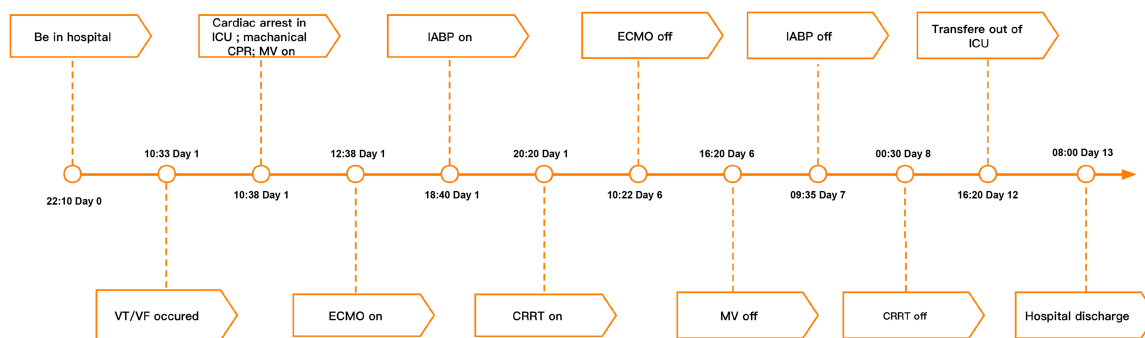 Be in hospital
Cardiac arrest in
ICU ; machanical
CPR; MV on
IABP on
ECMO off
IABP off
Transfere out of
ICU
10:33 Day 1
12:38 Day 1
20:20 Day 1
16:20 Day 6
00:30 Day 8
08:00 Day 13
22:10 Day 0
10:38 Day 1
18:40 Day 1
10:22 Day 6
09:35 Day 7
16:20 Day 12
VT/VF occured
ECMO on
CRRT on
MV off
CRRT off
Hospital discharge